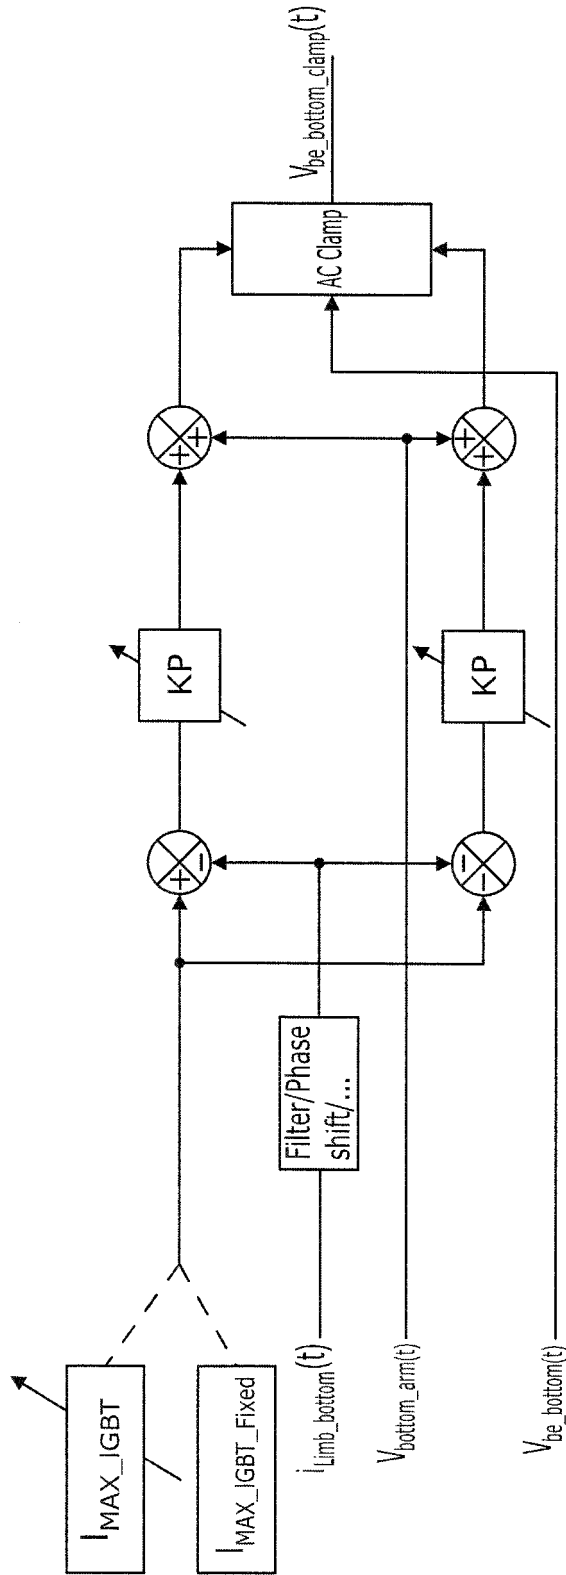 I_MAX_IGBT
I_MAX_IGBT_Fixed
i_Limb_bottom(t)
V_bottom_arm(t)
V_be_bottom(t)
Filter/Phase
shift/...
+
−
−
−
KP
KP
+
+
+
+
AC Clamp
V_be_bottom_clamp(t)